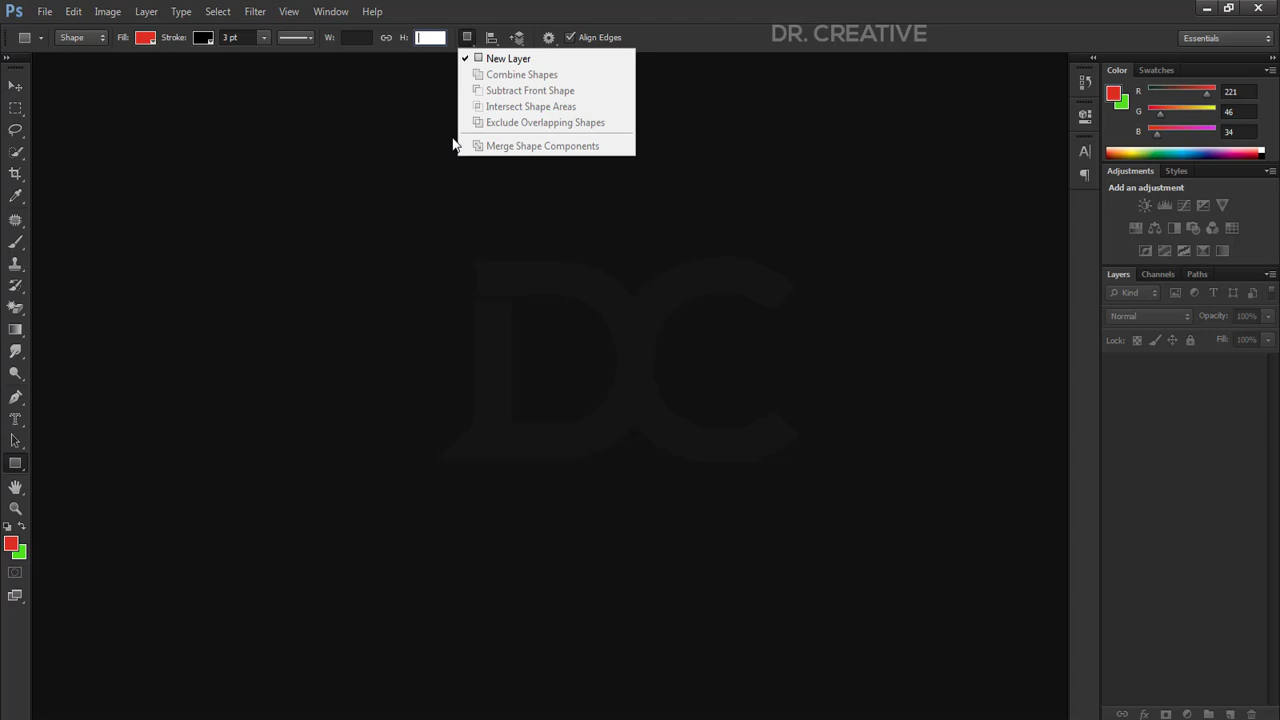 Ps File Edit Image Layer Type Select Filter View Window Help
Shape Fill: Stroke: 3 pt W: H: Align Edges DR. CREATIVE Essentials
New Layer
Combine Shapes
Subtract Front Shape
Intersect Shape Areas
Exclude Overlapping Shapes
Merge Shape Components
DC
Color Swatches
R 221
G 46
B 34
Adjustments Styles
Add an adjustment
Layers Channels Paths
Kind
Normal Opacity: 100%
Lock: Fill: 100%